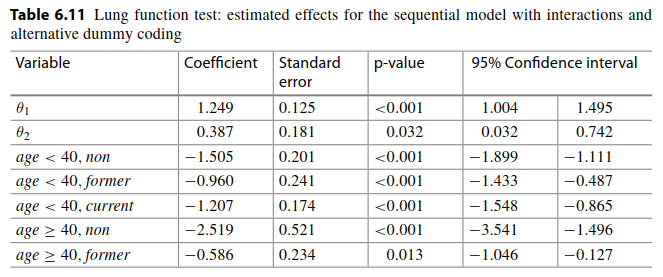 Table 6.11 Lung function test: estimated effects for the sequential model with interactions and
alternative dummy coding
Variable Coefficient Standard error p-value 95% Confidence interval
θ1 1.249 0.125 <0.001 1.004 1.495
θ2 0.387 0.181 0.032 0.032 0.742
age < 40, non −1.505 0.201 <0.001 −1.899 −1.111
age < 40, former −0.960 0.241 <0.001 −1.433 −0.487
age < 40, current −1.207 0.174 <0.001 −1.548 −0.865
age ≥ 40, non −2.519 0.521 <0.001 −3.541 −1.496
age ≥ 40, former −0.586 0.234 0.013 −1.046 −0.127